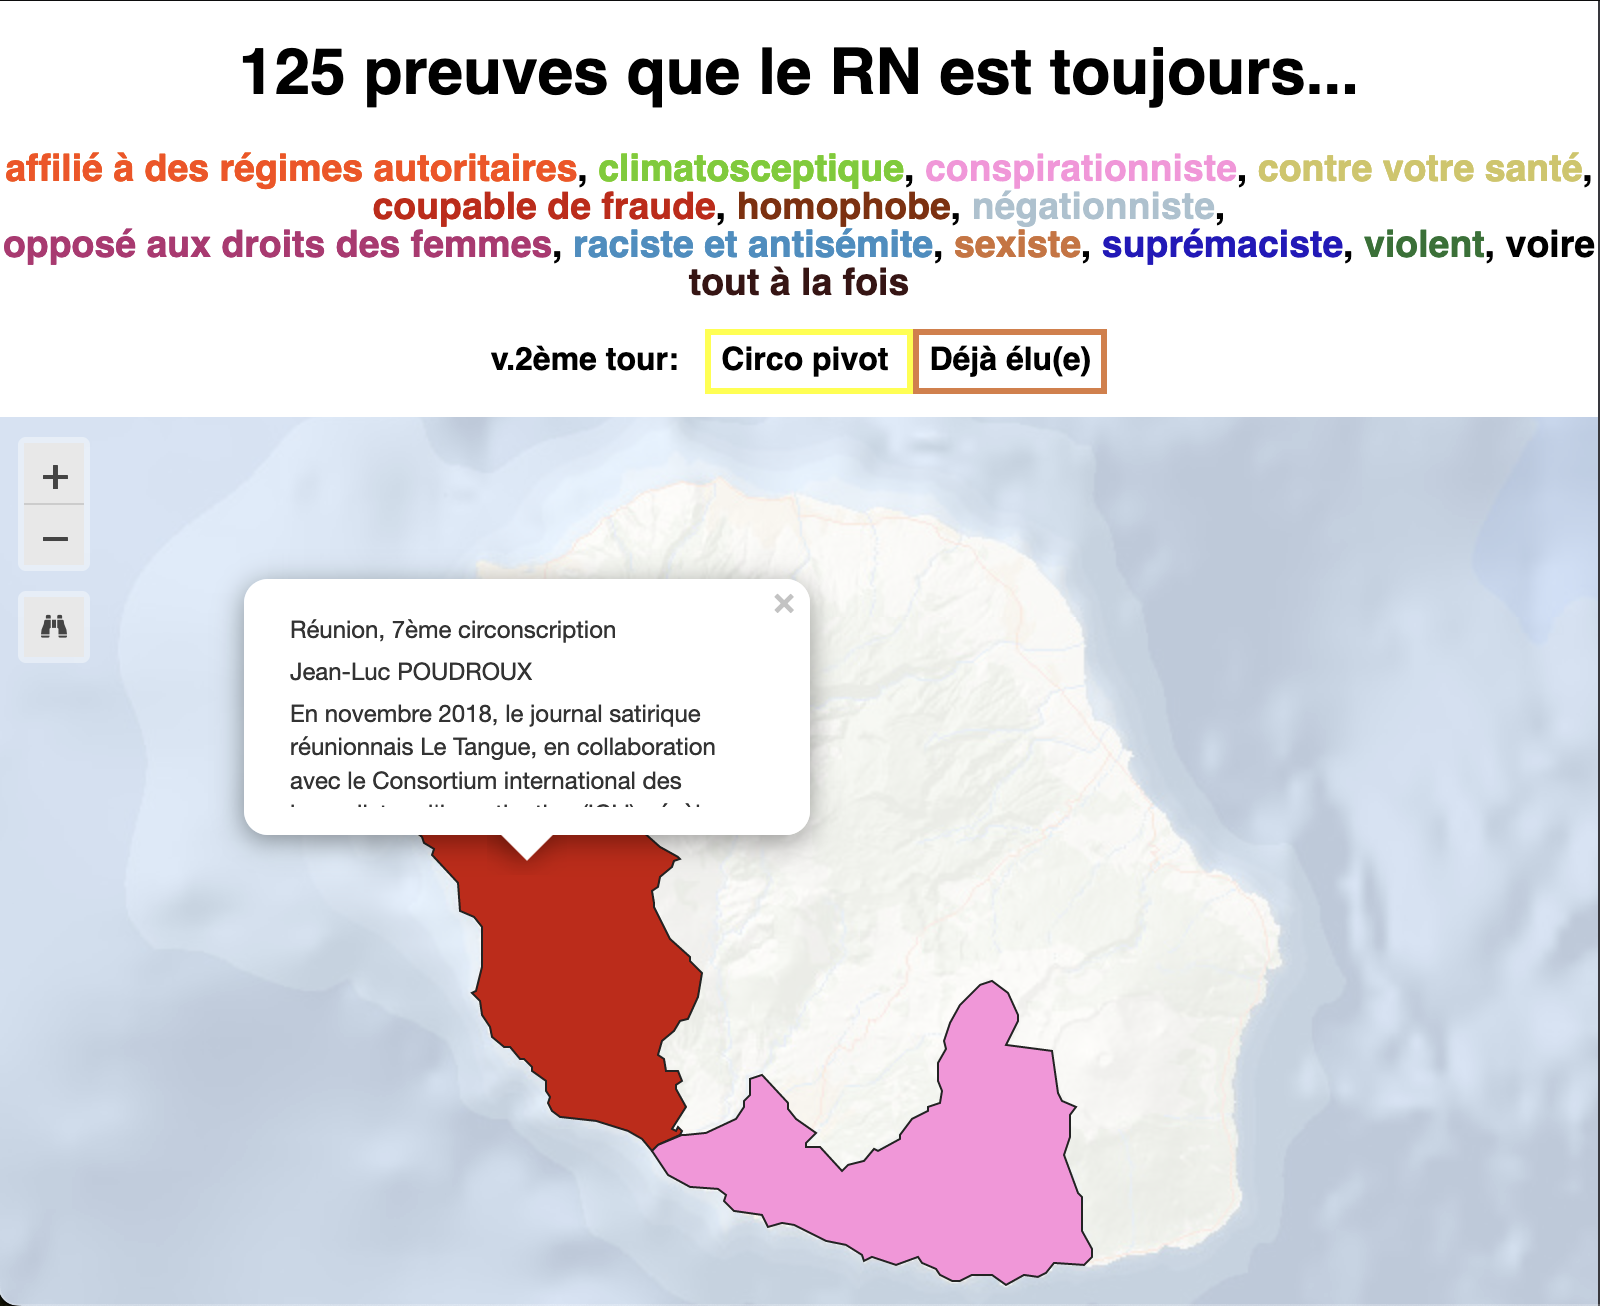 125 preuves que le RN est toujours...
affilié à des régimes autoritaires, climatosceptique, conspirationniste, contre votre santé,
coupable de fraude, homophobe, négationniste,
opposé aux droits des femmes, raciste et antisémite, sexiste, suprémaciste, violent, voire
tout à la fois
v.2ème tour: Circo pivot Déjà élu(e)
+
−
×
Réunion, 7ème circonscription
Jean-Luc POUDROUX
En novembre 2018, le journal satirique
réunionnais Le Tangue, en collaboration
avec le Consortium international des